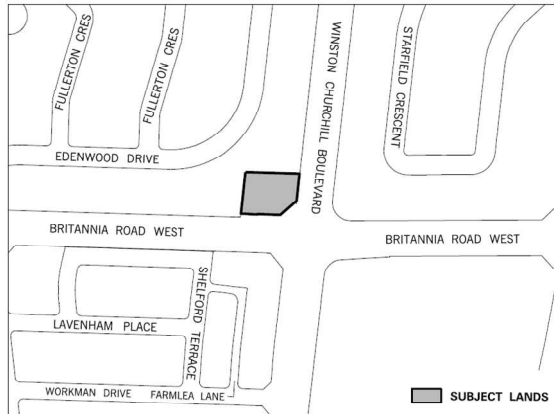 FULLERTON CRES
FULLERTON CRES
WINSTON CHURCHILL BOULEVARD
STARFIELD CRESCENT
EDENWOOD DRIVE
BRITANNIA ROAD WEST
BRITANNIA ROAD WEST
SHELFORD TERRACE
LAVENHAM PLACE
WORKMAN DRIVE
FARMLEA LANE
SUBJECT LANDS